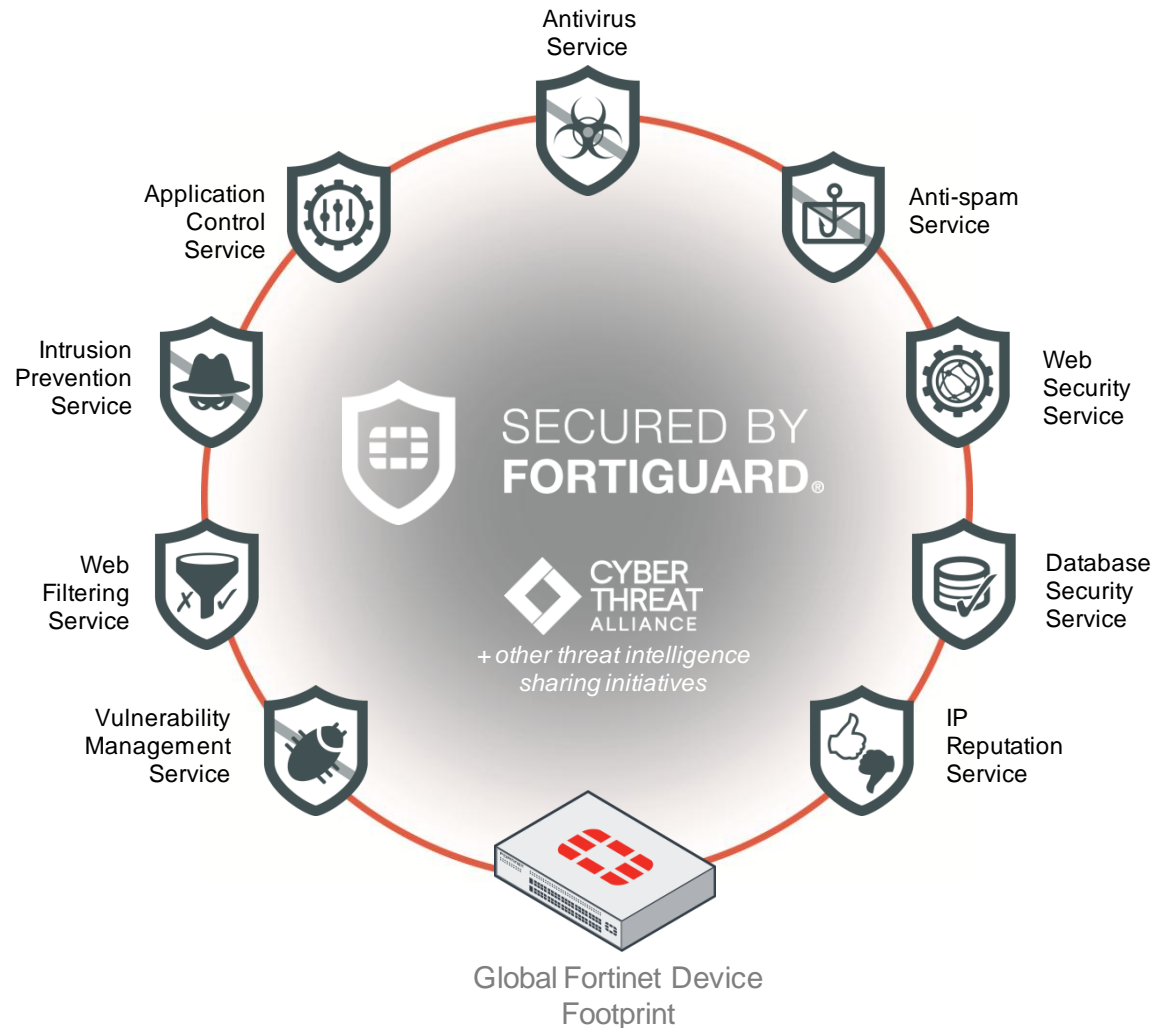 Antivirus
Service
Application
Control
Service
Anti-spam
Service
Intrusion
Prevention
Service
Web
Security
Service
SECURED BY
FORTIGUARD®
Web
Filtering
Service
Database
Security
Service
CYBER
THREAT
ALLIANCE
+ other threat intelligence
sharing initiatives
Vulnerability
Management
Service
IP
Reputation
Service
Global Fortinet Device
Footprint